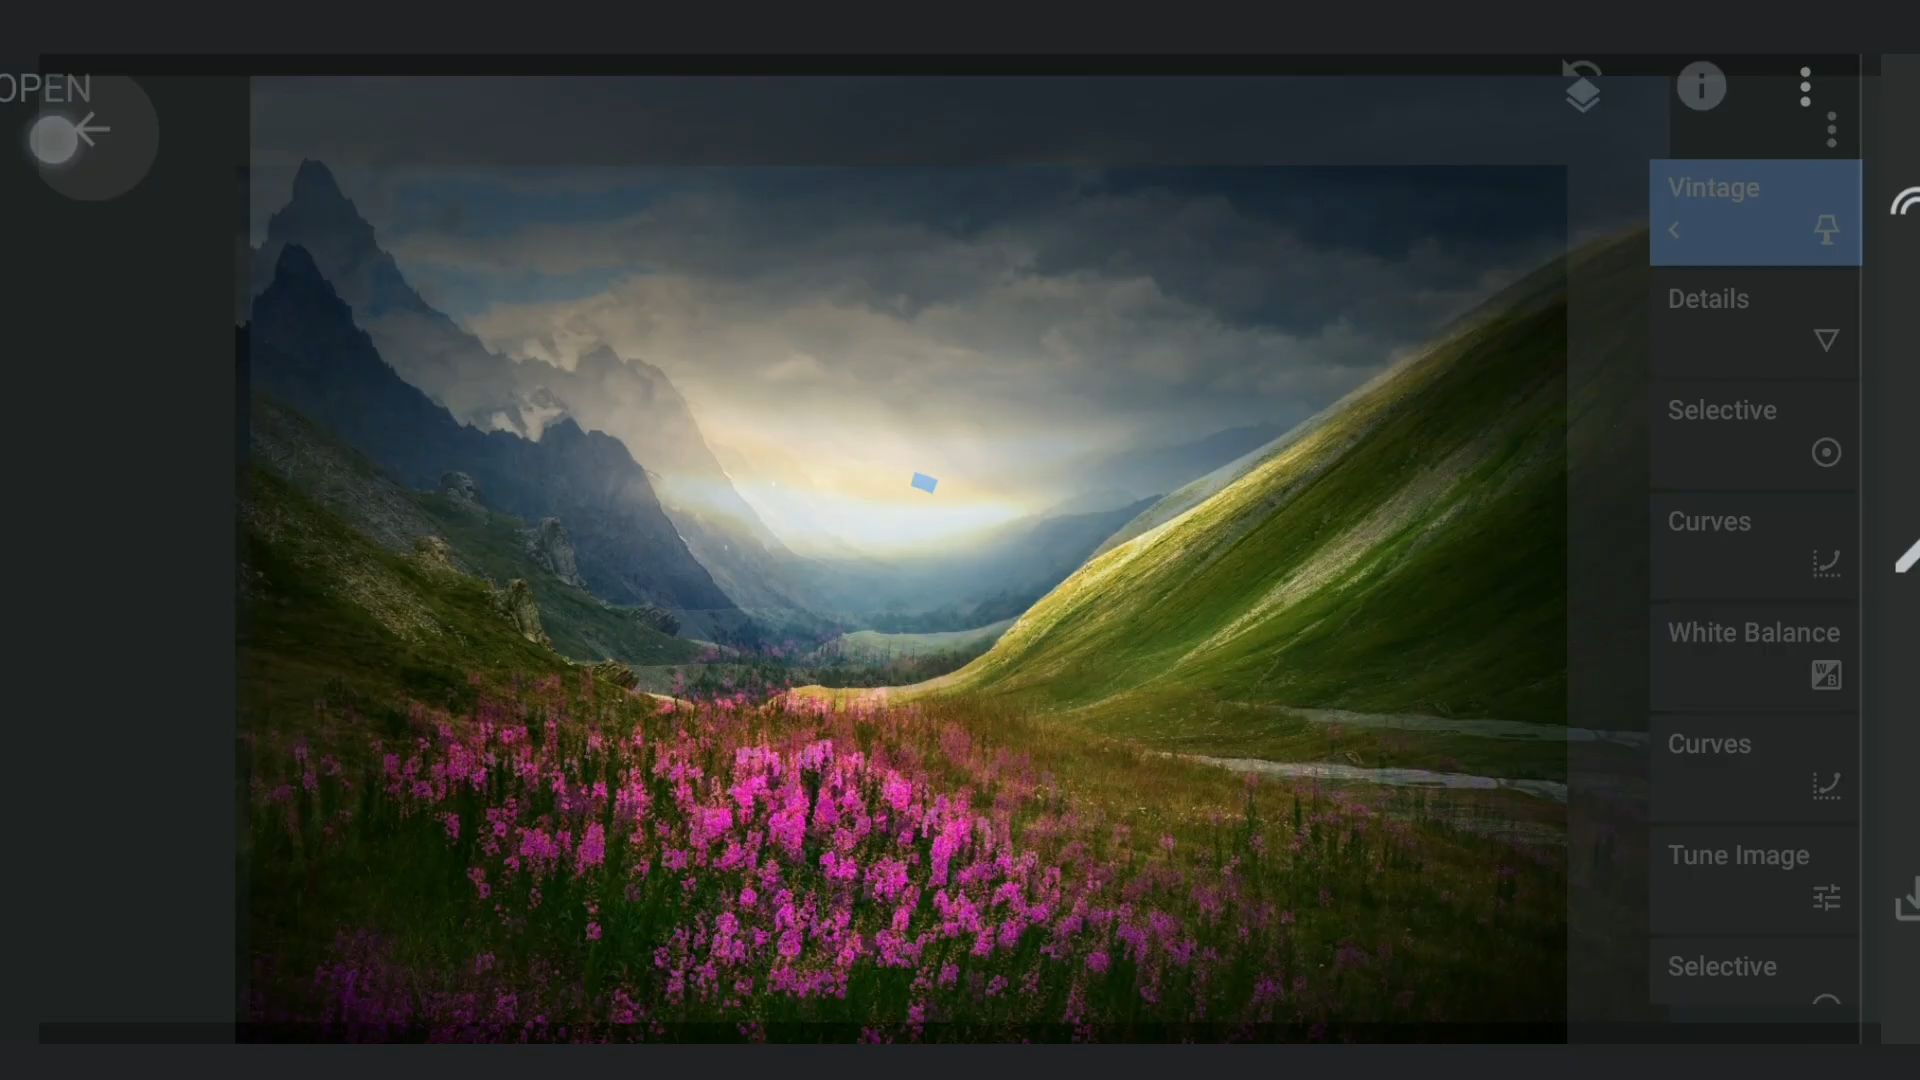 OPEN
Vintage
Details
Selective
Curves
White Balance
W
B
Curves
Tune Image
Selective